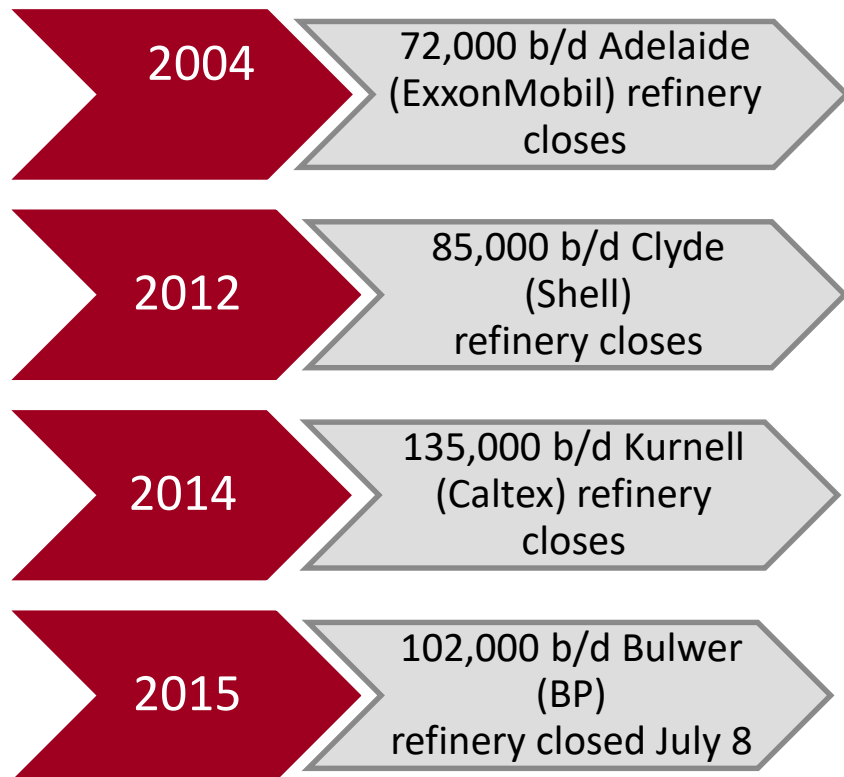 2004
72,000 b/d Adelaide
(ExxonMobil) refinery
closes
2012
85,000 b/d Clyde
(Shell)
refinery closes
2014
135,000 b/d Kurnell
(Caltex) refinery
closes
2015
102,000 b/d Bulwer
(BP)
refinery closed July 8